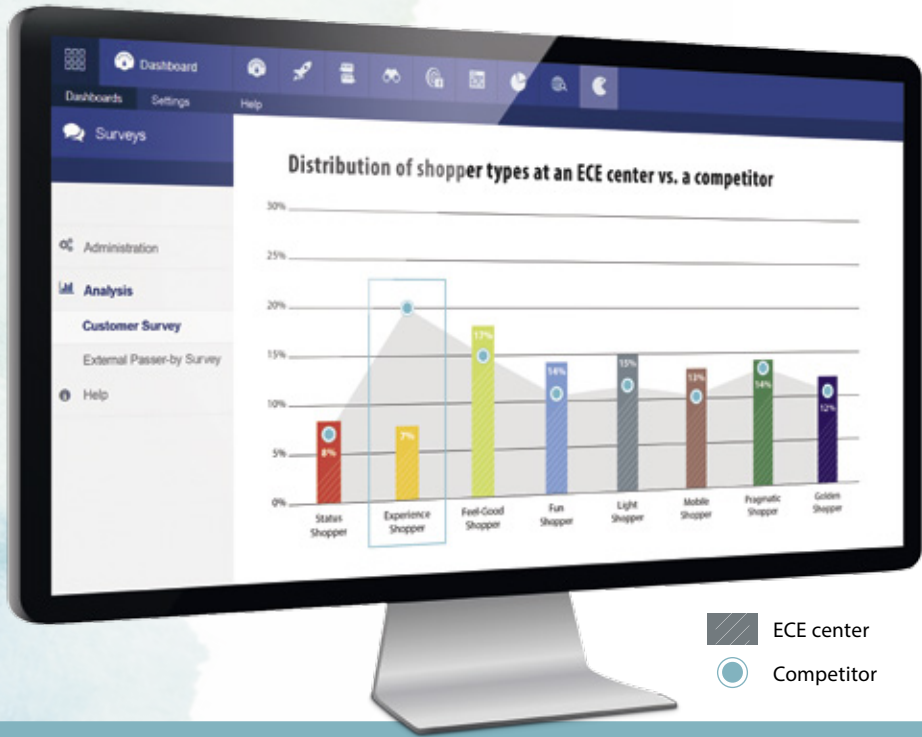 Dashboard
Dashboards Settings Help
Surveys
Administration
Analysis
Customer Survey
External Passer-by Survey
Help
Distribution of shopper types at an ECE center vs. a competitor
30%
25%
20%
15%
10%
5%
0%
8%
7%
17%
14%
15%
13%
14%
12%
Status
Shopper
Experience
Shopper
Feel-Good
Shopper
Fun
Shopper
Light
Shopper
Mobile
Shopper
Pragmatic
Shopper
Golden
Shopper
ECE center
Competitor